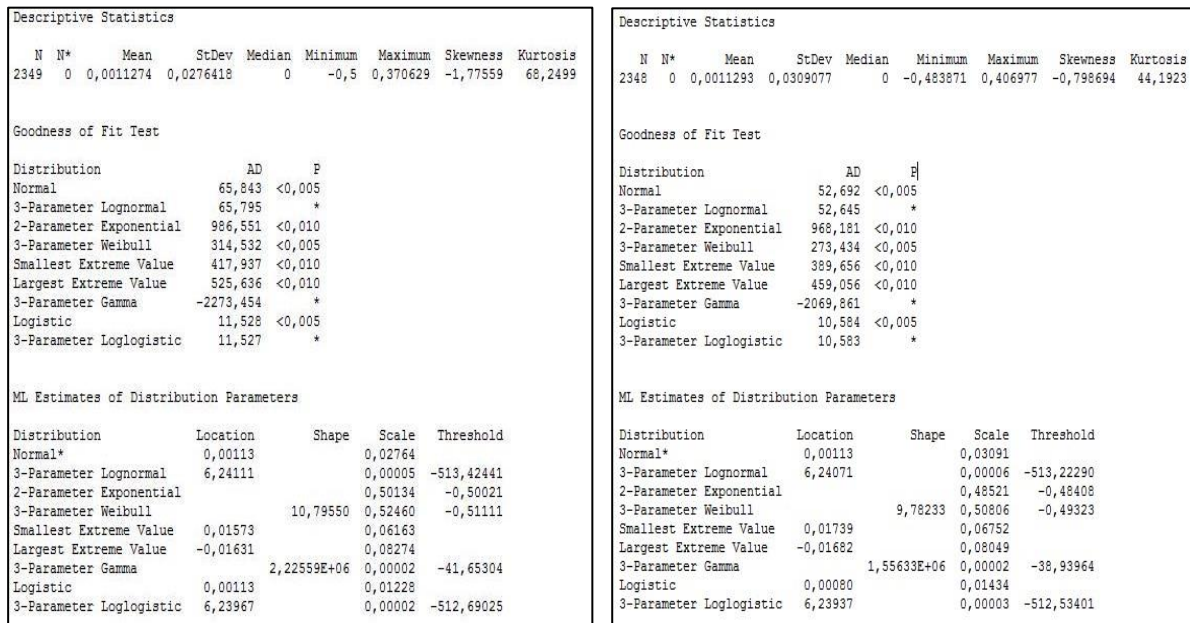 Descriptive Statistics
N N* Mean StDev Median Minimum Maximum Skewness Kurtosis
2349 0 0,0011274 0,0276418 0 -0,5 0,370629 -1,77559 68,2499
Goodness of Fit Test
Distribution AD P
Normal 65,843 <0,005
3-Parameter Lognormal 65,795 *
2-Parameter Exponential 986,551 <0,010
3-Parameter Weibull 314,532 <0,005
Smallest Extreme Value 417,937 <0,010
Largest Extreme Value 525,636 <0,010
3-Parameter Gamma -2273,454 *
Logistic 11,528 <0,005
3-Parameter Loglogistic 11,527 *
ML Estimates of Distribution Parameters
Distribution Location Shape Scale Threshold
Normal* 0,00113 0,02764
3-Parameter Lognormal 6,24111 0,00005 -513,42441
2-Parameter Exponential 0,50134 -0,50021
3-Parameter Weibull 10,79550 0,52460 -0,51111
Smallest Extreme Value 0,01573 0,06163
Largest Extreme Value -0,01631 0,08274
3-Parameter Gamma 2,22559E+06 0,00002 -41,65304
Logistic 0,00113 0,01228
3-Parameter Loglogistic 6,23967 0,00002 -512,69025
Descriptive Statistics
N N* Mean StDev Median Minimum Maximum Skewness Kurtosis
2348 0 0,0011293 0,0309077 0 -0,483871 0,406977 -0,798694 44,1923
Goodness of Fit Test
Distribution AD P
Normal 52,692 <0,005
3-Parameter Lognormal 52,645 *
2-Parameter Exponential 968,181 <0,010
3-Parameter Weibull 273,434 <0,005
Smallest Extreme Value 389,656 <0,010
Largest Extreme Value 459,056 <0,010
3-Parameter Gamma -2069,861 *
Logistic 10,584 <0,005
3-Parameter Loglogistic 10,583 *
ML Estimates of Distribution Parameters
Distribution Location Shape Scale Threshold
Normal* 0,00113 0,03091
3-Parameter Lognormal 6,24071 0,00006 -513,22290
2-Parameter Exponential 0,48521 -0,48408
3-Parameter Weibull 9,78233 0,50806 -0,49323
Smallest Extreme Value 0,01739 0,06752
Largest Extreme Value -0,01682 0,08049
3-Parameter Gamma 1,55633E+06 0,00002 -38,93964
Logistic 0,00080 0,01434
3-Parameter Loglogistic 6,23937 0,00003 -512,53401